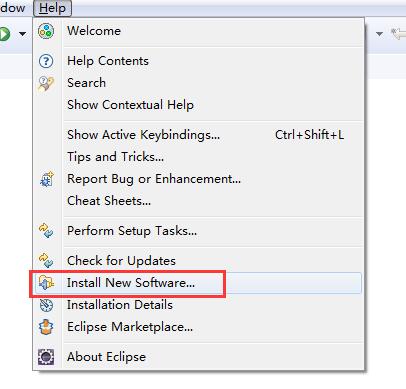 dow Help
Welcome
Help Contents
Search
Show Contextual Help
Show Active Keybindings... Ctrl+Shift+L
Tips and Tricks...
Report Bug or Enhancement...
Cheat Sheets...
Perform Setup Tasks...
Check for Updates
Install New Software...
Installation Details
Eclipse Marketplace...
About Eclipse